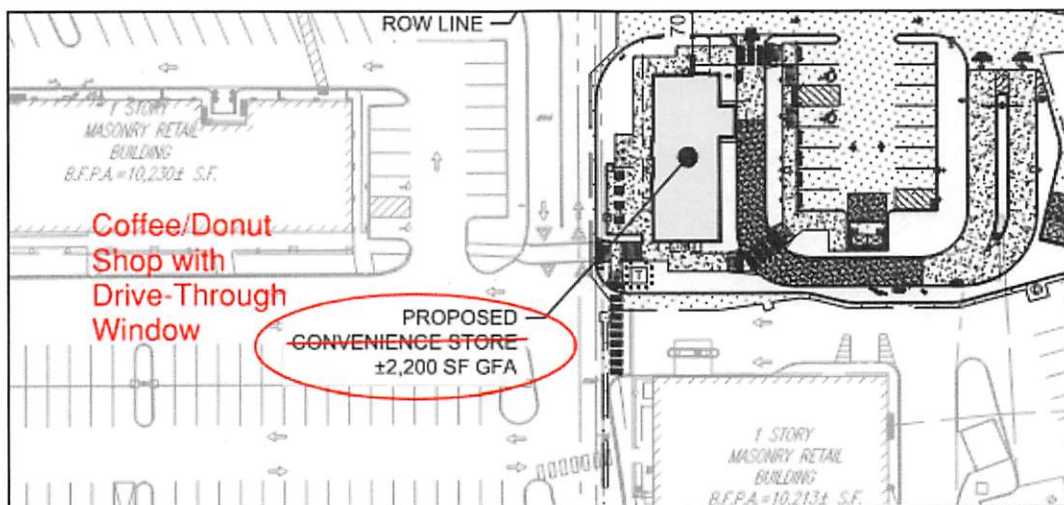 ROW LINE
70
1 STORY
MASONRY RETAIL
BUILDING
B.F.P.A.=10,230± S.F.
Coffee/Donut
Shop with
Drive-Through
Window
PROPOSED
CONVENIENCE STORE
±2,200 SF GFA
T
1 STORY
MASONRY RETAIL
BUILDING
B.F.P.A.=10,213± S.F.